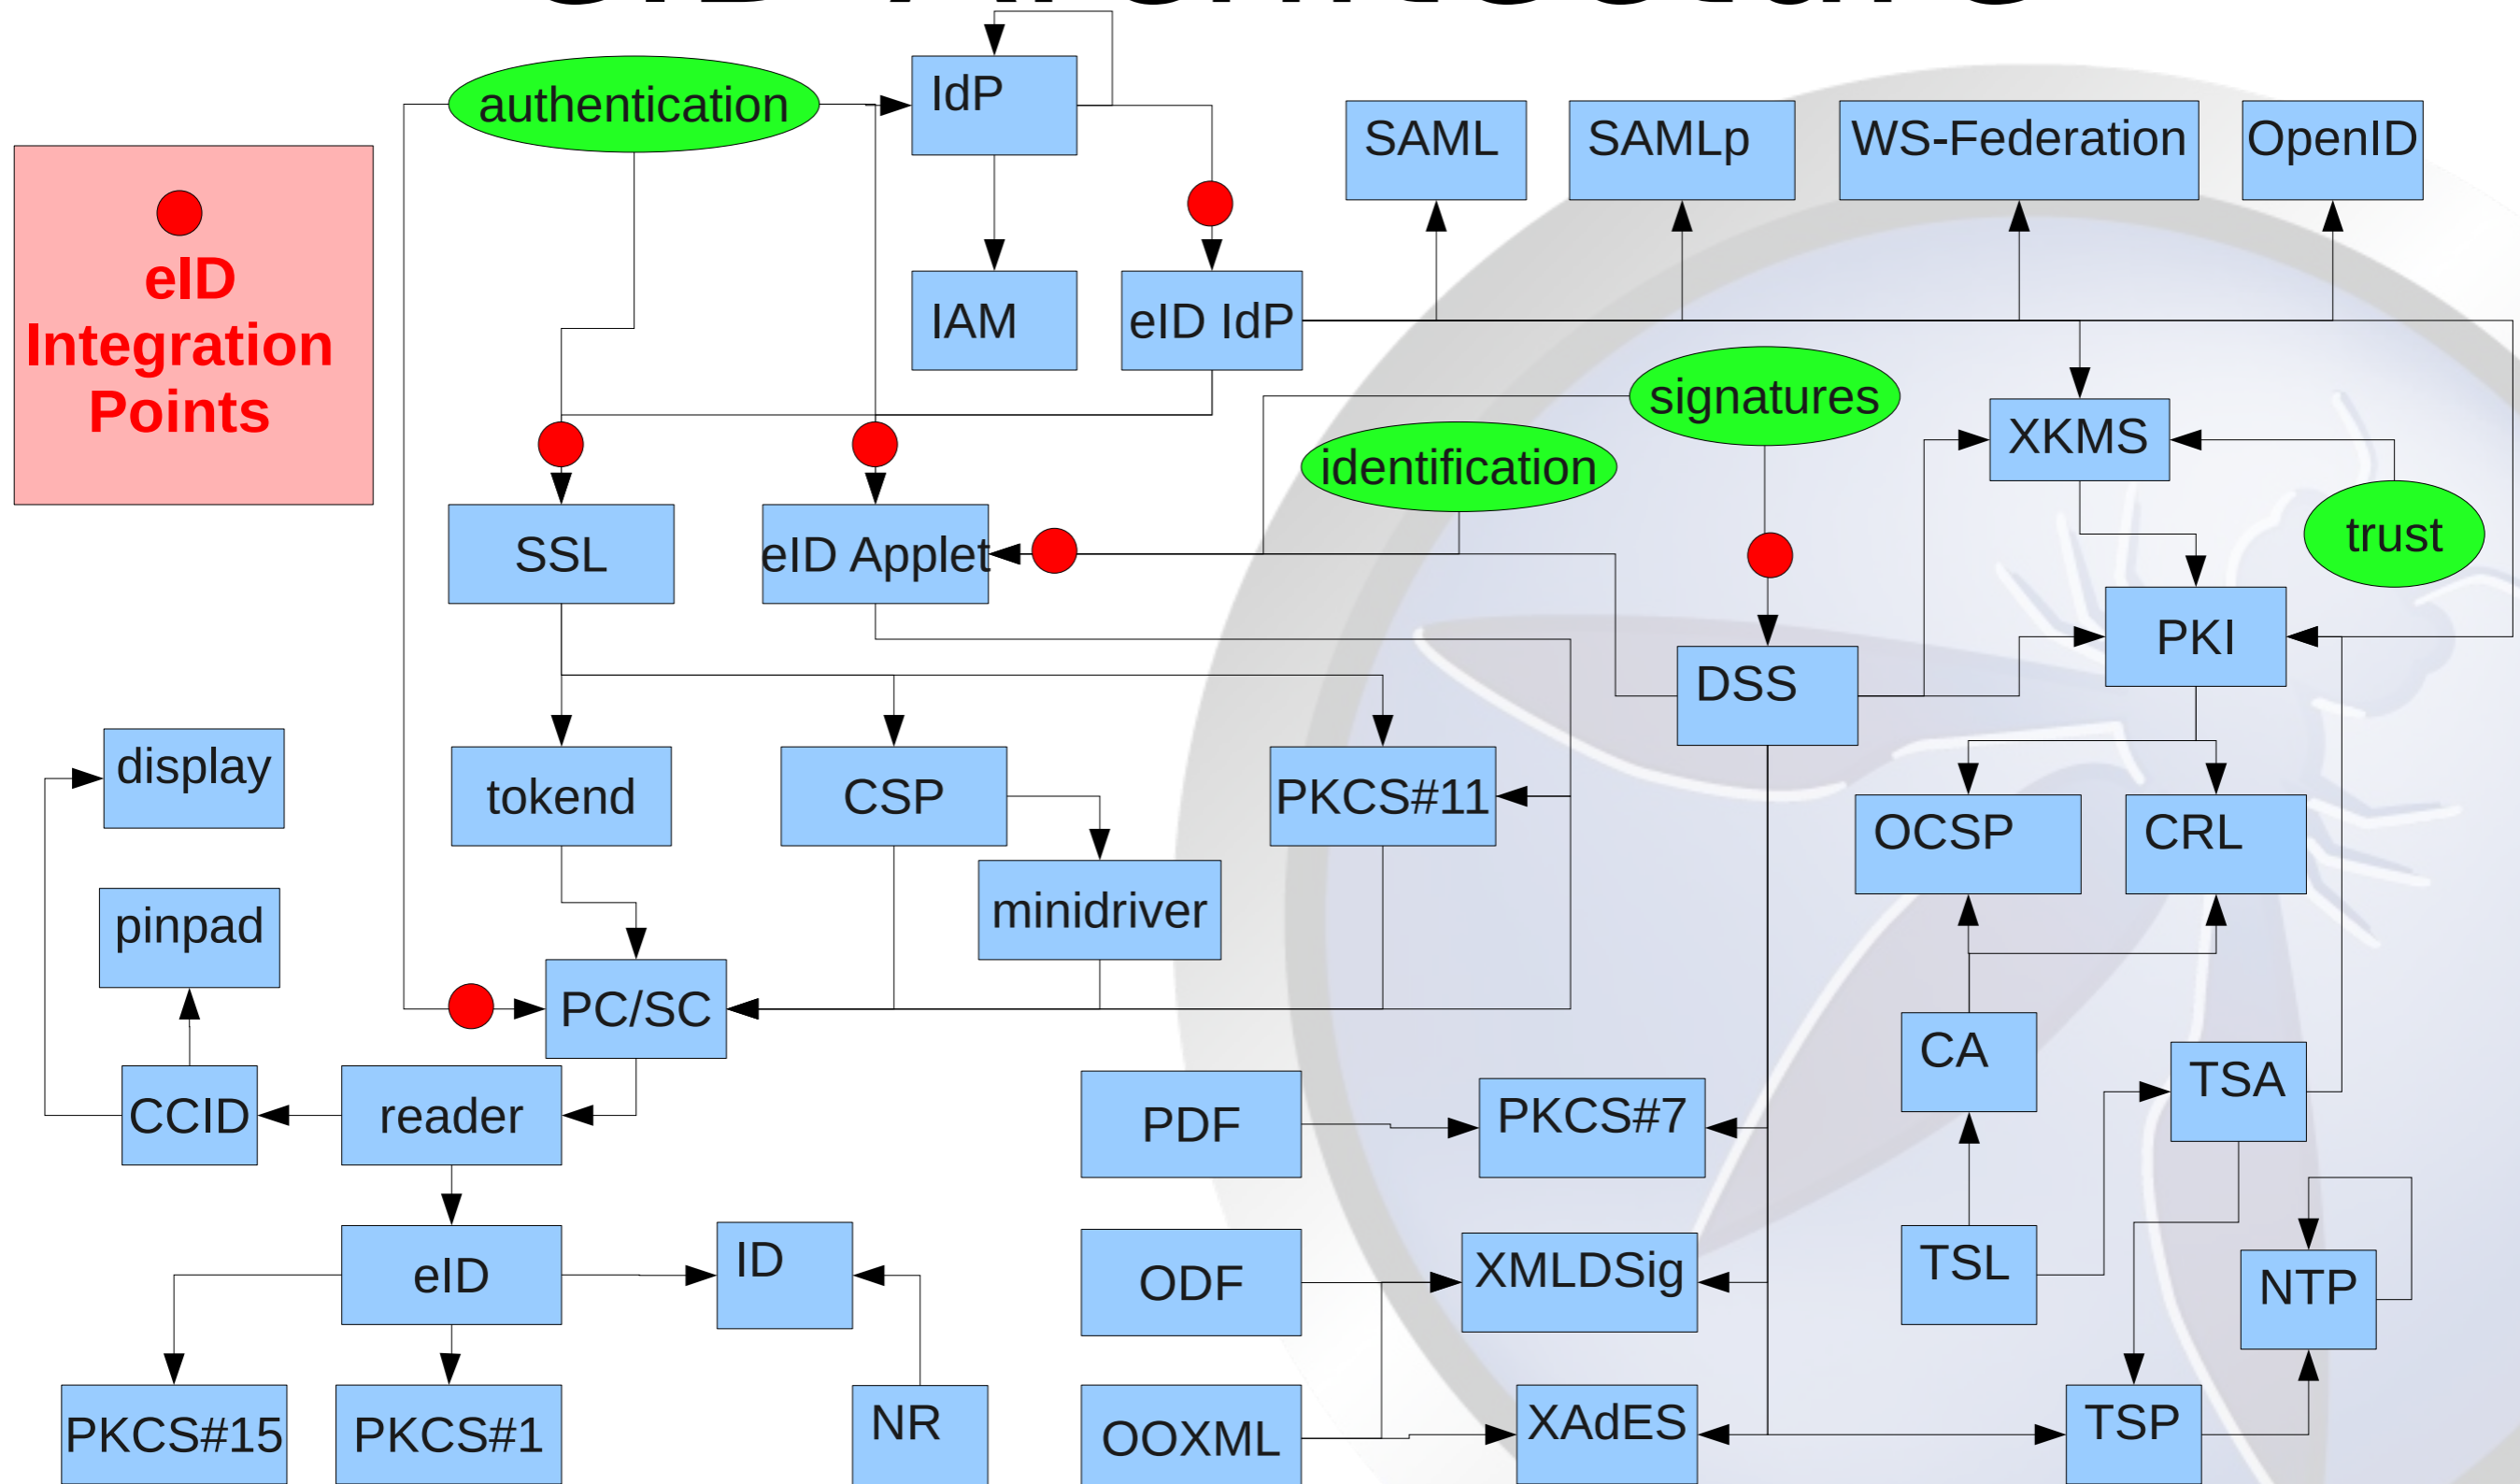 authentication
IdP
SAML
SAMLp
WS-Federation
OpenID
eID
Integration
Points
IAM
eID IdP
signatures
identification
XKMS
trust
SSL
eID Applet
PKI
DSS
display
tokend
CSP
PKCS#11
OCSP
CRL
pinpad
minidriver
PC/SC
CA
TSA
CCID
reader
PDF
PKCS#7
eID
ID
ODF
XMLDSig
TSL
NTP
PKCS#15
PKCS#1
NR
OOXML
XAdES
TSP